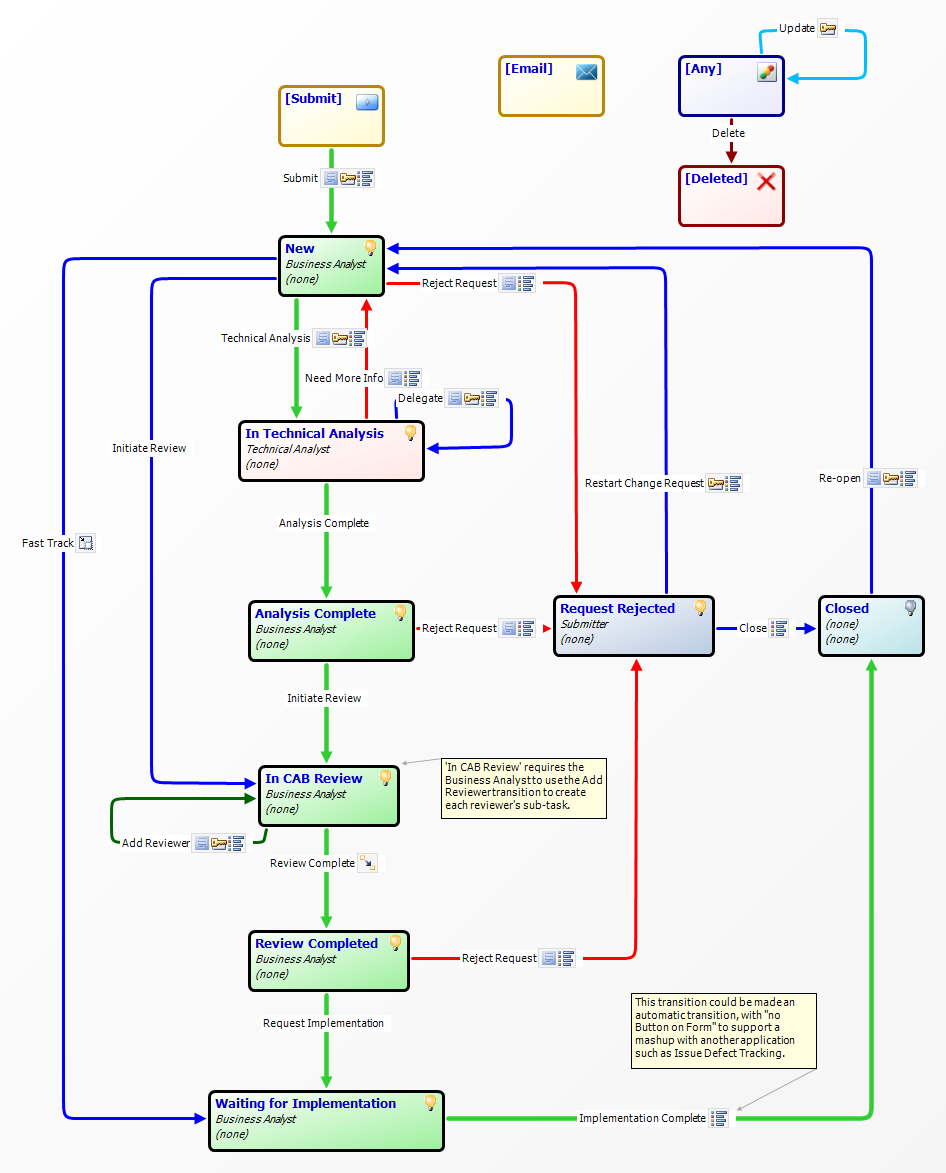 Update
[Email]
[Any]
[Submit]
Delete
Submit
[Deleted]
New
Business Analyst
(none)
Reject Request
Technical Analysis
Need More Info
Delegate
In Technical Analysis
Technical Analyst
(none)
Initiate Review
Restart Change Request
Re-open
Analysis Complete
Fast Track
Analysis Complete
Business Analyst
(none)
Reject Request
Request Rejected
Submitter
(none)
Close
Closed
(none)
(none)
Initiate Review
In CAB Review
Business Analyst
(none)
'In CAB Review' requires the
Business Analyst to use the Add
Reviewer transition to create
each reviewer's sub-task.
Add Reviewer
Review Complete
Review Completed
Business Analyst
(none)
Reject Request
Request Implementation
This transition could be made an
automatic transition, with "no
Button on Form" to support a
mashup with another application
such as Issue Defect Tracking.
Waiting for Implementation
Business Analyst
(none)
Implementation Complete